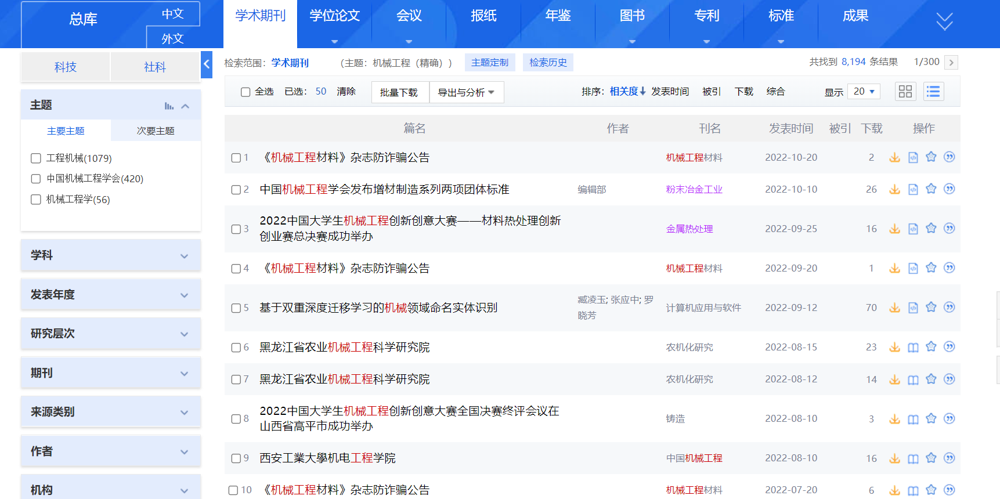 总库
中文
外文
学术期刊
学位论文
会议
报纸
年鉴
图书
专利
标准
成果
科技
社科
检索范围：学术期刊 （主题：机械工程（精确）） 主题定制 检索历史 共找到 8,194 条结果 1/300
全选 已选：50 清除 批量下载 导出与分析 排序：相关度 发表时间 被引 下载 综合 显示 20
主题
主要主题 次要主题
工程机械(1079)
中国机械工程学会(420)
机械工程学(56)
学科
发表年度
研究层次
期刊
来源类别
作者
机构
篇名 作者 刊名 发表时间 被引 下载 操作
1 《机械工程材料》杂志防诈骗公告 机械工程材料 2022-10-20 2
2 中国机械工程学会发布增材制造系列两项团体标准 编辑部 粉末冶金工业 2022-10-10 26
3 2022中国大学生机械工程创新创意大赛——材料热处理创新 金属热处理 2022-09-25 16
创业赛总决赛成功举办
4 《机械工程材料》杂志防诈骗公告 机械工程材料 2022-09-20 1
5 基于双重深度迁移学习的机械领域命名实体识别 臧凌玉; 张应中; 罗 计算机应用与软件 2022-09-12 70
晓芳
6 黑龙江省农业机械工程科学研究院 农机化研究 2022-08-15 23
7 黑龙江省农业机械工程科学研究院 农机化研究 2022-08-12 14
8 2022中国大学生机械工程创新创意大赛全国决赛终评会议在 铸造 2022-08-10 3
山西省高平市成功举办
9 西安工業大學机电工程学院 中国机械工程 2022-08-10 16
10 《机械工程材料》杂志防诈骗公告 机械工程材料 2022-07-20 6